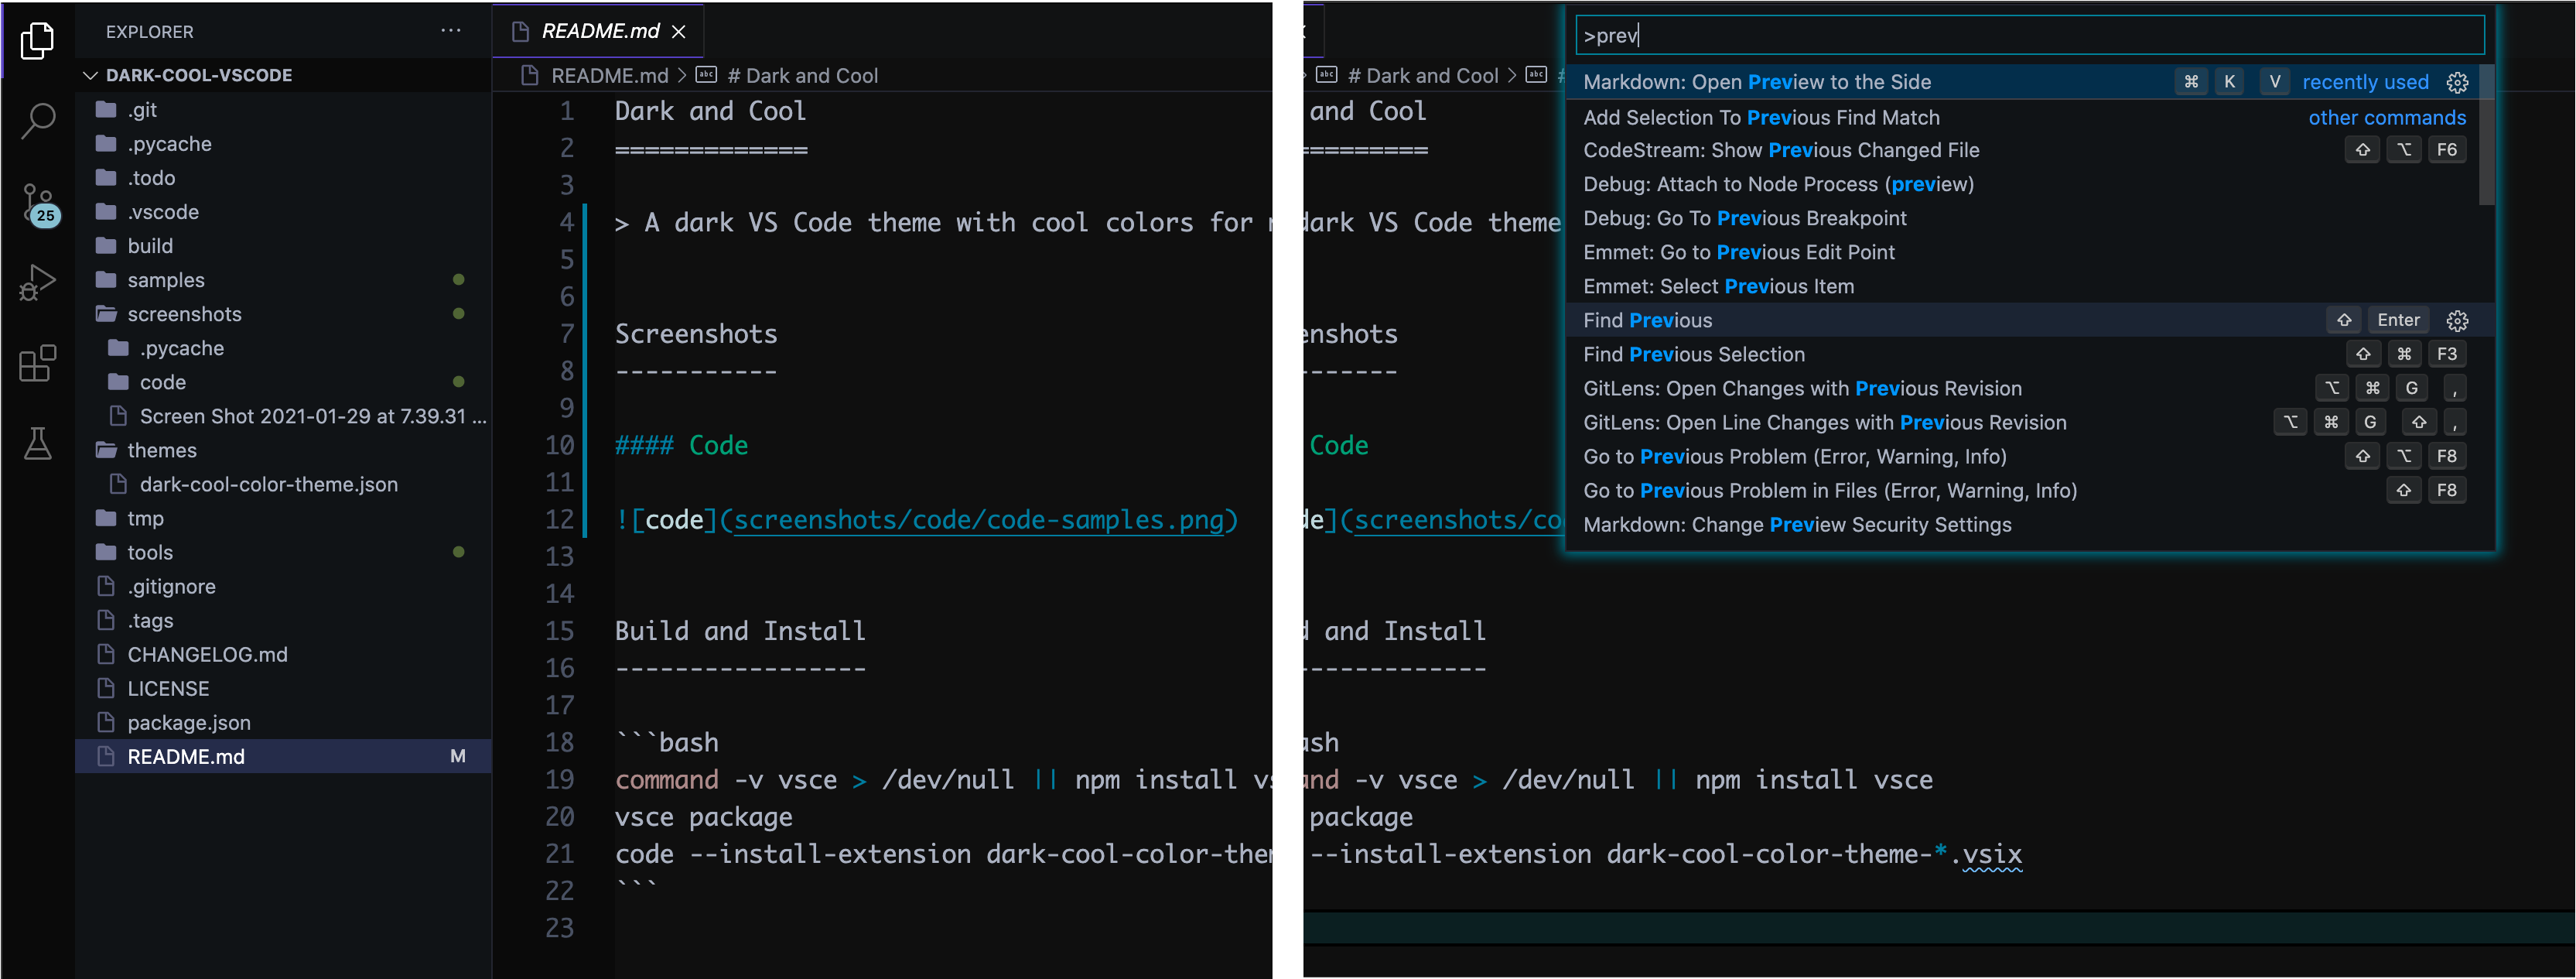 EXPLORER ···
DARK-COOL-VSCODE
.git
.pycache
.todo
.vscode
25
build
samples
screenshots
.pycache
code
Screen Shot 2021-01-29 at 7.39.31 ...
themes
dark-cool-color-theme.json
tmp
tools
.gitignore
.tags
CHANGELOG.md
LICENSE
package.json
README.md M
README.md ×
README.md > abc # Dark and Cool
1 Dark and Cool
2 =============
3
4 > A dark VS Code theme with cool colors for
5
6
7 Screenshots
8 -----------
9
10 #### Code
11
12 ![code](screenshots/code/code-samples.png)
13
14
15 Build and Install
16 -----------------
17
18 ```bash
19 command -v vsce > /dev/null || npm install vs
20 vsce package
21 code --install-extension dark-cool-color-the
22 ```
23
> abc # Dark and Cool > abc #
and Cool
=========
dark VS Code theme
enshots
------
Code
de](screenshots/co
d and Install
-------------
ash
and -v vsce > /dev/null || npm install vsce
package
--install-extension dark-cool-color-theme-*.vsix
>prev
Markdown: Open Preview to the Side ⌘ K V recently used
Add Selection To Previous Find Match other commands
CodeStream: Show Previous Changed File ⇧ ⌥ F6
Debug: Attach to Node Process (preview)
Debug: Go To Previous Breakpoint
Emmet: Go to Previous Edit Point
Emmet: Select Previous Item
Find Previous ⇧ Enter
Find Previous Selection ⇧ ⌘ F3
GitLens: Open Changes with Previous Revision ⌥ ⌘ G ,
GitLens: Open Line Changes with Previous Revision ⌥ ⌘ G ⇧ ,
Go to Previous Problem (Error, Warning, Info) ⇧ ⌥ F8
Go to Previous Problem in Files (Error, Warning, Info) ⇧ F8
Markdown: Change Preview Security Settings